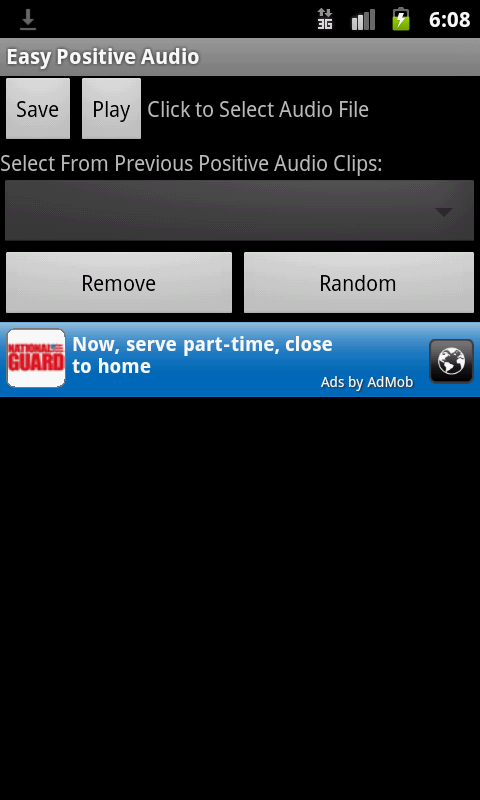 3G 6:08
Easy Positive Audio
Save Play Click to Select Audio File
Select From Previous Positive Audio Clips:
Remove Random
NATIONAL
GUARD
Now, serve part-time, close
to home
Ads by AdMob